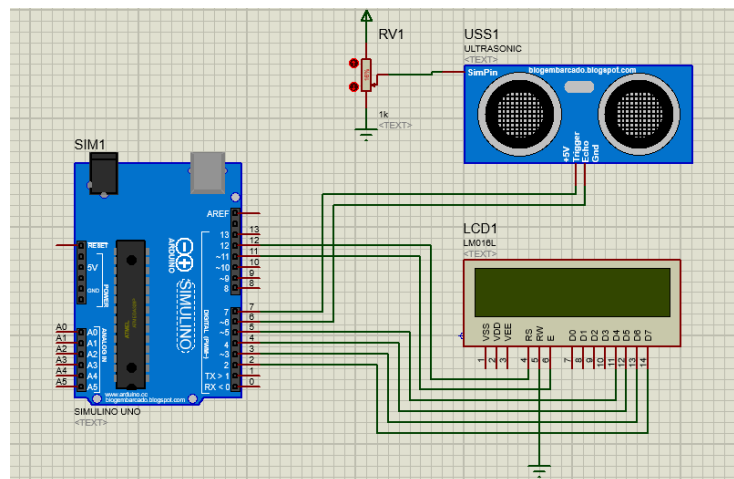 RV1
1k
<TEXT>
USS1
ULTRASONIC
<TEXT>
SimPin
blogembarcado.blogspot.com
+5V
Trigger
Echo
Gnd
SIM1
AREF
13 13
12 12
~11 11
~10 10
~9 9
8 8
7 7
~6 6
~5 5
4 4
~3 3
2 2
TX > 1 1
RX < 0 0
RESET
5V
GND
POWER
A0 A0
A1 A1
A2 A2
A3 A3
A4 A4
A5 A5
ANALOG IN
ARDUINO
SIMULINO
DIGITAL (PWM~)
ATMEL
www.arduino.cc
blogembarcado.blogspot.com
SIMULINO UNO
<TEXT>
LCD1
LM016L
<TEXT>
VSS
VDD
VEE
RS
RW
E
D0
D1
D2
D3
D4
D5
D6
D7
1
2
3
4
5
6
7
8
9
10
11
12
13
14